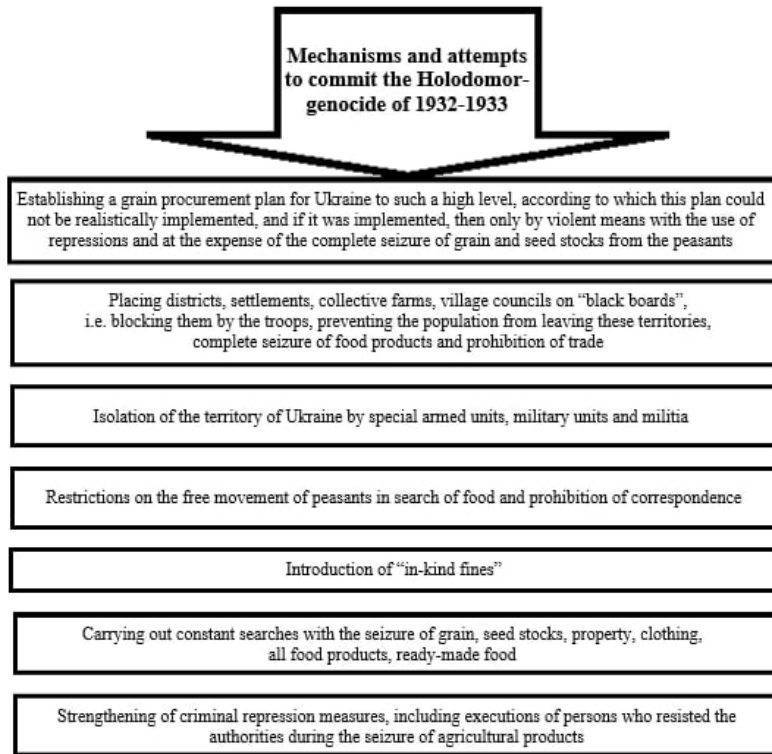 Mechanisms and attempts
to commit the Holodomor-
genocide of 1932-1933
Establishing a grain procurement plan for Ukraine to such a high level, according to which this plan could
not be realistically implemented, and if it was implemented, then only by violent means with the use of
repressions and at the expense of the complete seizure of grain and seed stocks from the peasants
Placing districts, settlements, collective farms, village councils on “black boards”,
i.e. blocking them by the troops, preventing the population from leaving these territories,
complete seizure of food products and prohibition of trade
Isolation of the territory of Ukraine by special armed units, military units and militia
Restrictions on the free movement of peasants in search of food and prohibition of correspondence
Introduction of “in-kind fines”
Carrying out constant searches with the seizure of grain, seed stocks, property, clothing,
all food products, ready-made food
Strengthening of criminal repression measures, including executions of persons who resisted the
authorities during the seizure of agricultural products